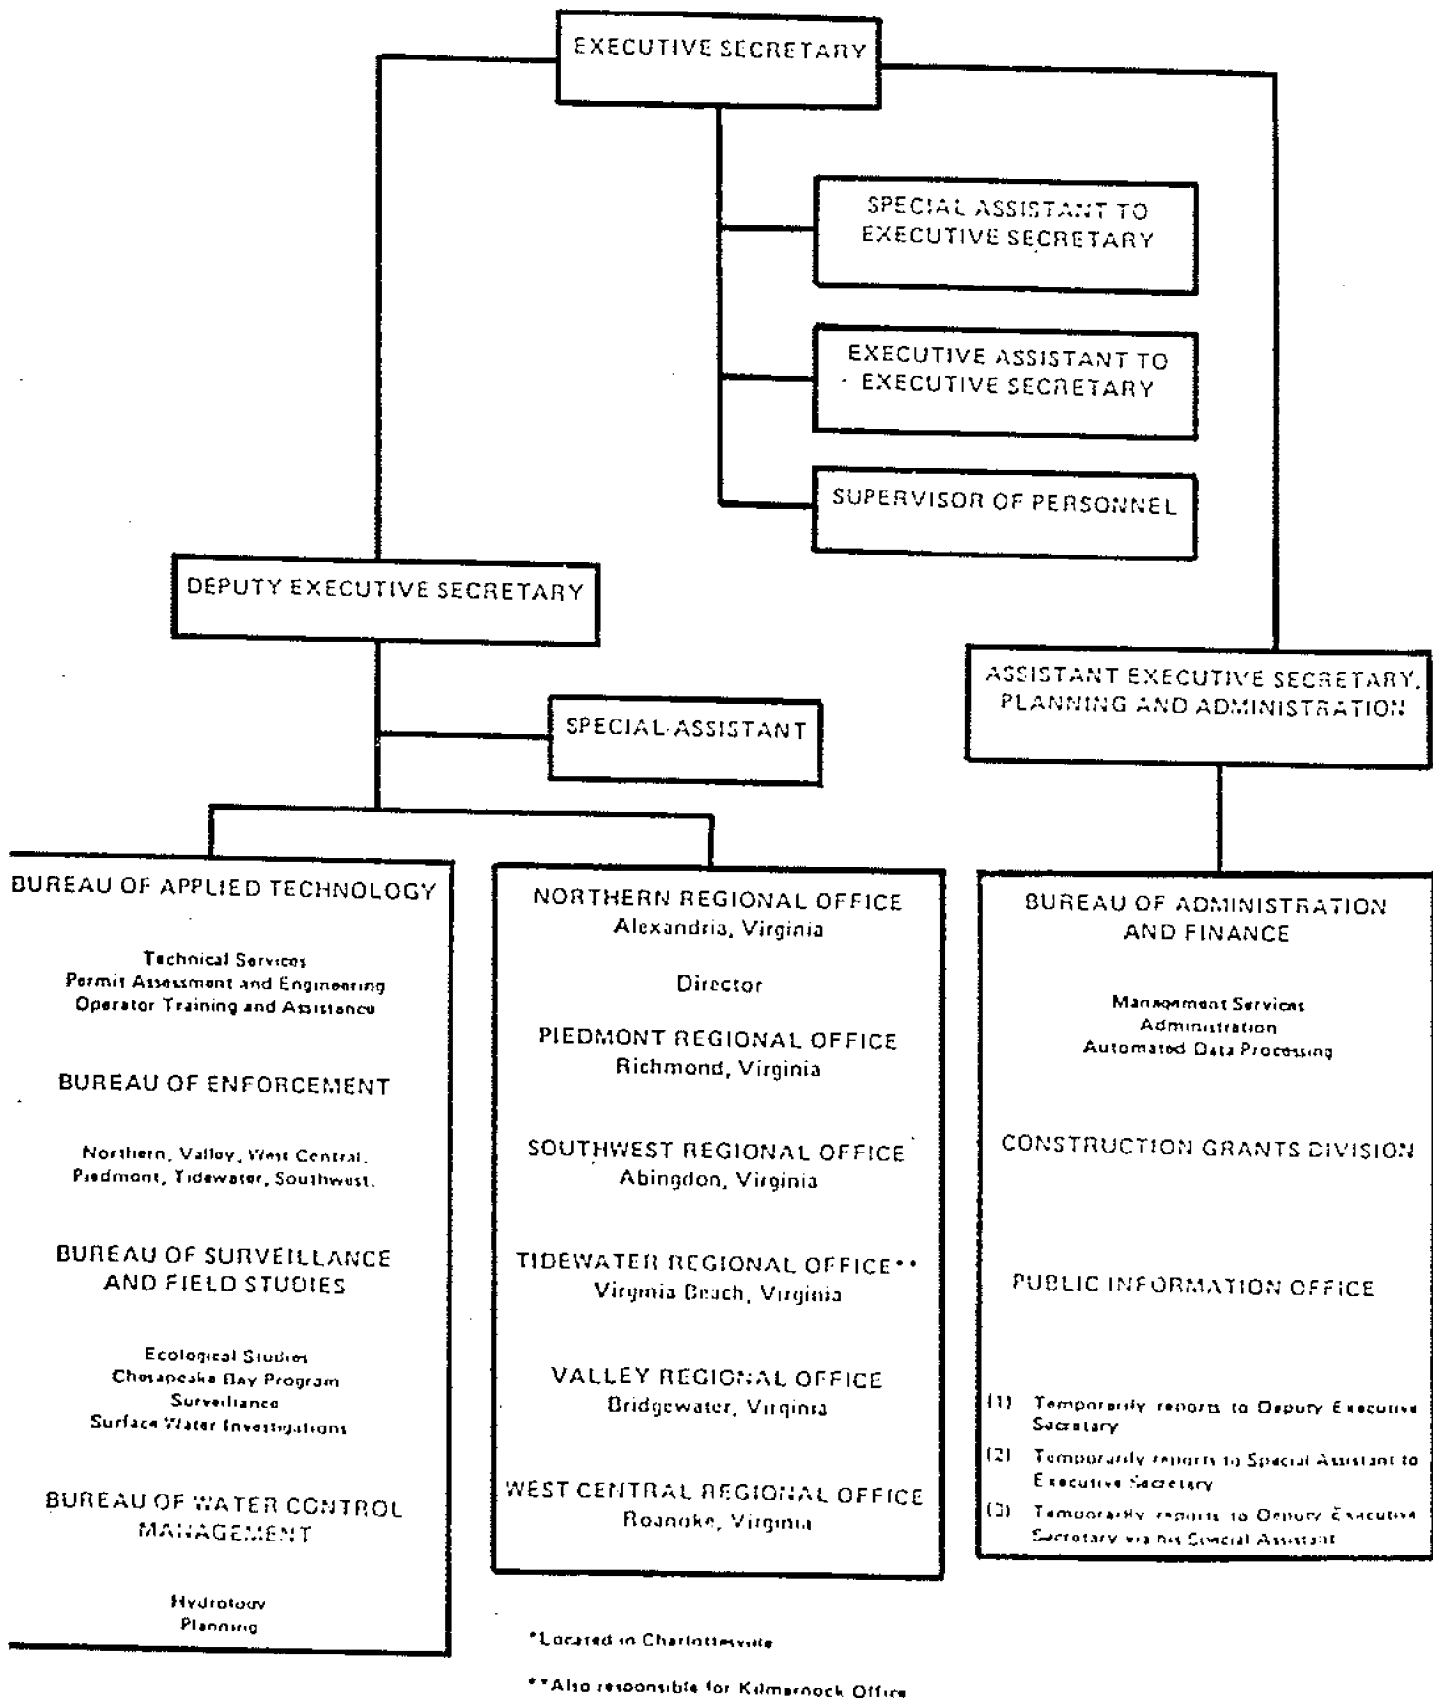 EXECUTIVE SECRETARY
SPECIAL ASSISTANT TO
EXECUTIVE SECRETARY
EXECUTIVE ASSISTANT TO
EXECUTIVE SECRETARY
SUPERVISOR OF PERSONNEL
DEPUTY EXECUTIVE SECRETARY
SPECIAL ASSISTANT
ASSISTANT EXECUTIVE SECRETARY,
PLANNING AND ADMINISTRATION
BUREAU OF APPLIED TECHNOLOGY
Technical Services
Permit Assessment and Engineering
Operator Training and Assistance
BUREAU OF ENFORCEMENT
Northern, Valley, West Central,
Piedmont, Tidewater, Southwest.
BUREAU OF SURVEILLANCE
AND FIELD STUDIES
Ecological Studies
Chesapeake Bay Program
Surveillance
Surface Water Investigations
BUREAU OF WATER CONTROL
MANAGEMENT
Hydrology
Planning
NORTHERN REGIONAL OFFICE
Alexandria, Virginia
Director
PIEDMONT REGIONAL OFFICE
Richmond, Virginia
SOUTHWEST REGIONAL OFFICE
Abingdon, Virginia
TIDEWATER REGIONAL OFFICE**
Virginia Beach, Virginia
VALLEY REGIONAL OFFICE
Bridgewater, Virginia
WEST CENTRAL REGIONAL OFFICE
Roanoke, Virginia
BUREAU OF ADMINISTRATION
AND FINANCE
Management Services
Administration
Automated Data Processing
CONSTRUCTION GRANTS DIVISION
PUBLIC INFORMATION OFFICE
(1) Temporarily reports to Deputy Executive
Secretary
(2) Temporarily reports to Special Assistant to
Executive Secretary
(3) Temporarily reports to Deputy Executive
Secretary via his Special Assistant
*Located in Charlottesville
**Also responsible for Kilmarnock Office